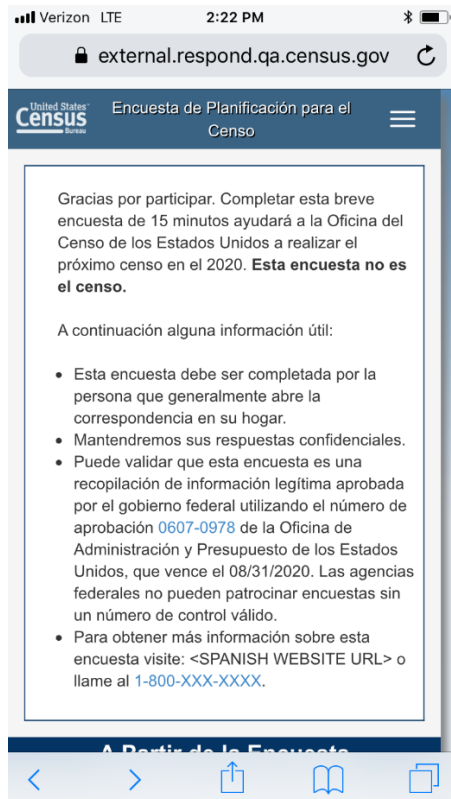 Verizon LTE 2:22 PM
external.respond.qa.census.gov
United States®
Census
Bureau
Encuesta de Planificación para el
Censo
Gracias por participar. Completar esta breve
encuesta de 15 minutos ayudará a la Oficina del
Censo de los Estados Unidos a realizar el
próximo censo en el 2020. Esta encuesta no es
el censo.
A continuación alguna información útil:
• Esta encuesta debe ser completada por la
persona que generalmente abre la
correspondencia en su hogar.
• Mantendremos sus respuestas confidenciales.
• Puede validar que esta encuesta es una
recopilación de información legítima aprobada
por el gobierno federal utilizando el número de
aprobación 0607-0978 de la Oficina de
Administración y Presupuesto de los Estados
Unidos, que vence el 08/31/2020. Las agencias
federales no pueden patrocinar encuestas sin
un número de control válido.
• Para obtener más información sobre esta
encuesta visite: <SPANISH WEBSITE URL> o
llame al 1-800-XXX-XXXX.
A Partir de la Encuesta